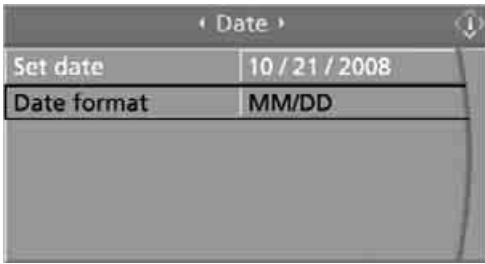 Date
Set date 10 / 21 / 2008
Date format MM/DD